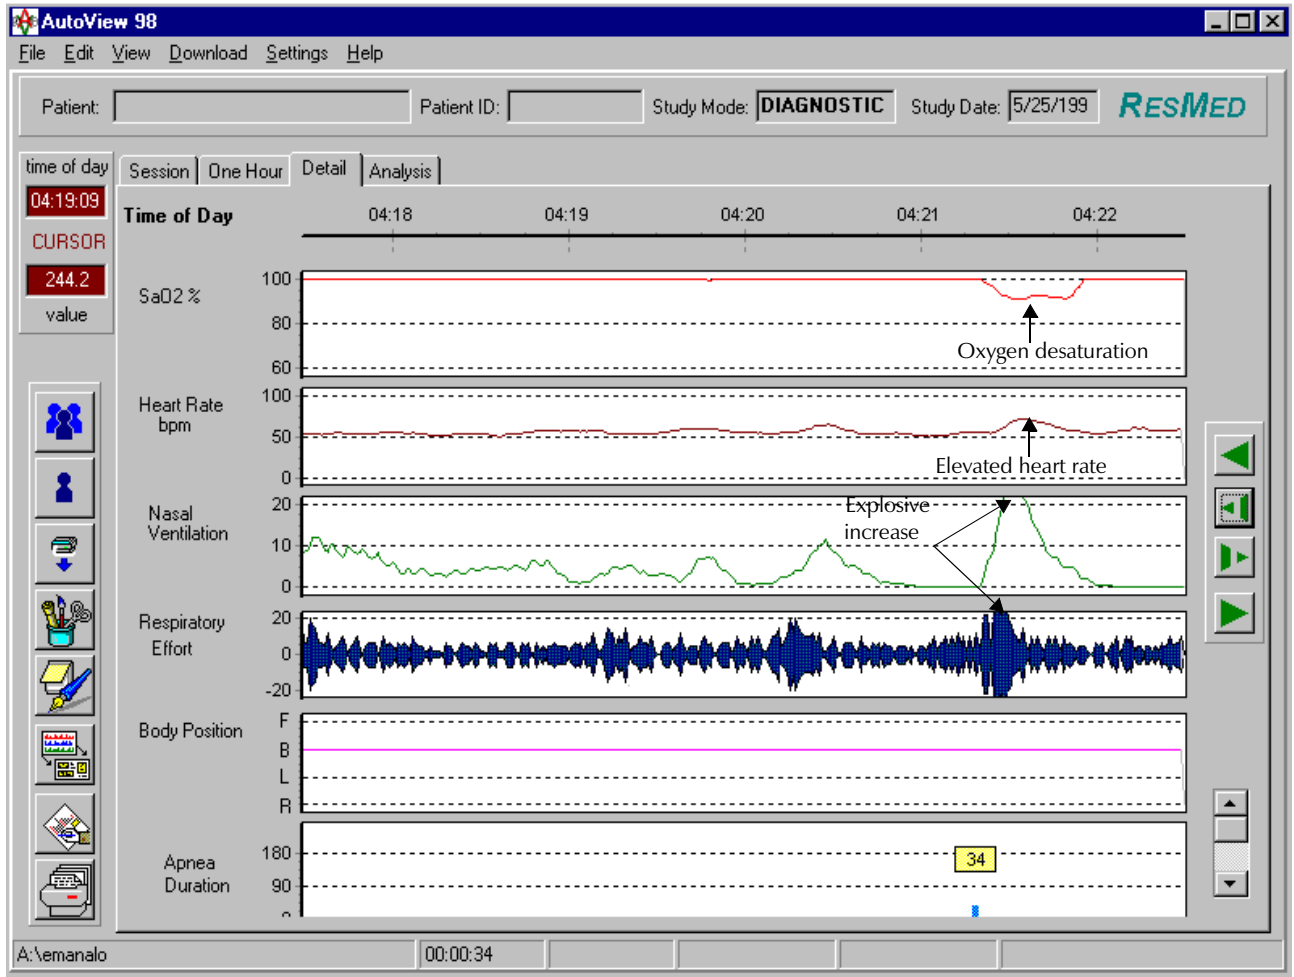 AutoView 98
File Edit View Download Settings Help
Patient: Patient ID: Study Mode: DIAGNOSTIC Study Date: 5/25/199 RESMED
time of day
04:19:09
CURSOR
244.2
value
Session One Hour Detail Analysis
Time of Day 04:18 04:19 04:20 04:21 04:22
SaO2 %
100
80
60
Oxygen desaturation
Heart Rate
bpm
100
50
0
Elevated heart rate
Nasal
Ventilation
20
10
0
Explosive
increase
Respiratory
Effort
20
0
-20
Body Position
F
B
L
R
Apnea
Duration
180
90
0
34
A:\emanalo 00:00:34